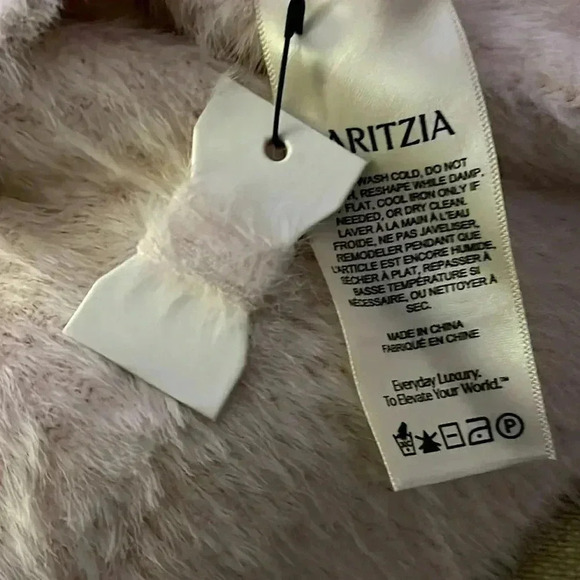 ARITZIA
WASH COLD, DO NOT
RESHAPE WHILE DAMP.
FLAT, COOL IRON ONLY IF
NEEDED, OR DRY CLEAN.
LAVER À LA MAIN À L'EAU
FROIDE, NE PAS JAVELISER,
REMODELER PENDANT QUE
L'ARTICLE EST ENCORE HUMIDE,
SÉCHER À PLAT, REPASSER À
BASSE TEMPÉRATURE SI
NÉCESSAIRE, OU NETTOYER À
SEC.
MADE IN CHINA
FABRIQUÉ EN CHINE
Everyday Luxury.
To Elevate Your World.™
P